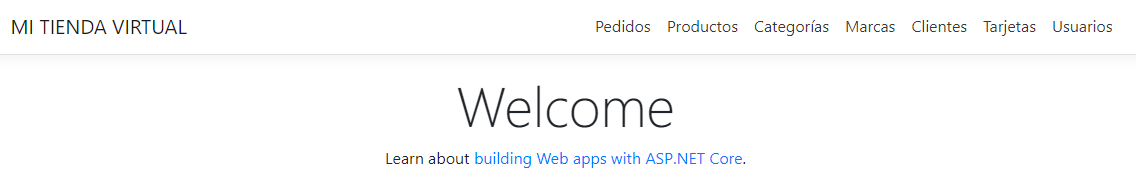 MI TIENDA VIRTUAL Pedidos Productos Categorías Marcas Clientes Tarjetas Usuarios
Welcome
Learn about building Web apps with ASP.NET Core.